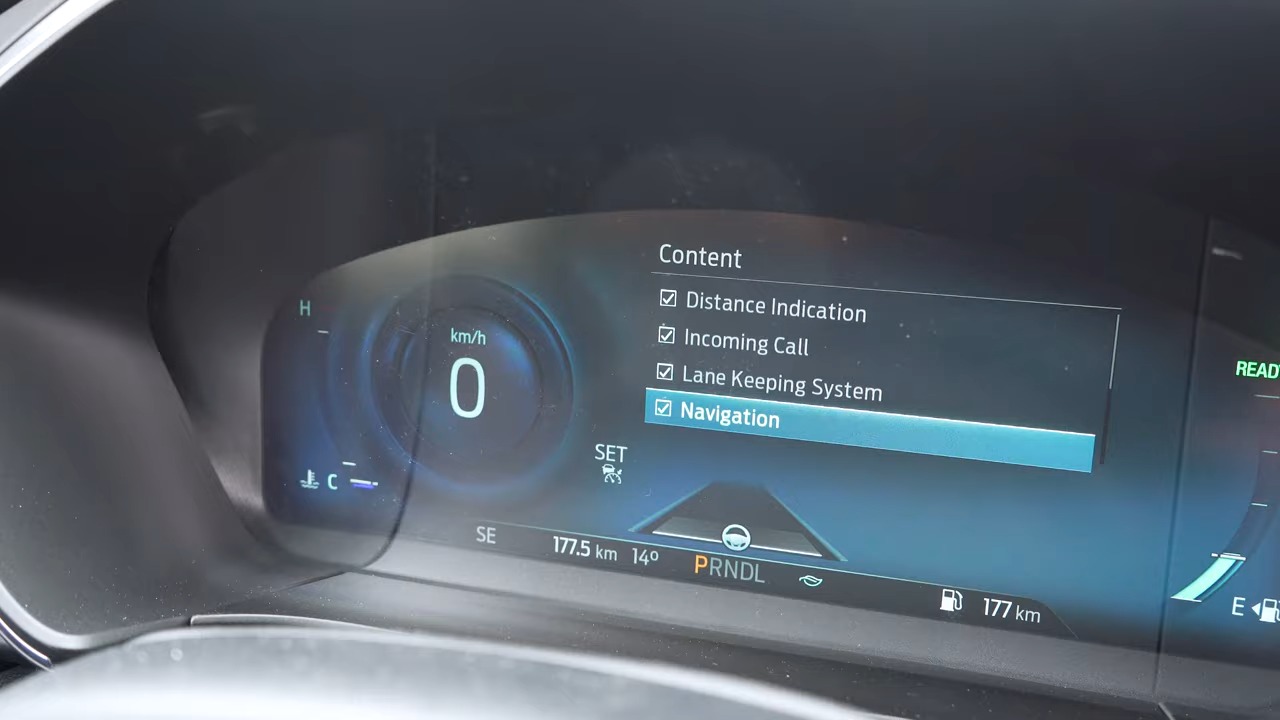 Content
Distance Indication
Incoming Call
Lane Keeping System
Navigation
H
km/h
0
C
SET
READY
SE
177.5 km
14º
PRNDL
177 km
E